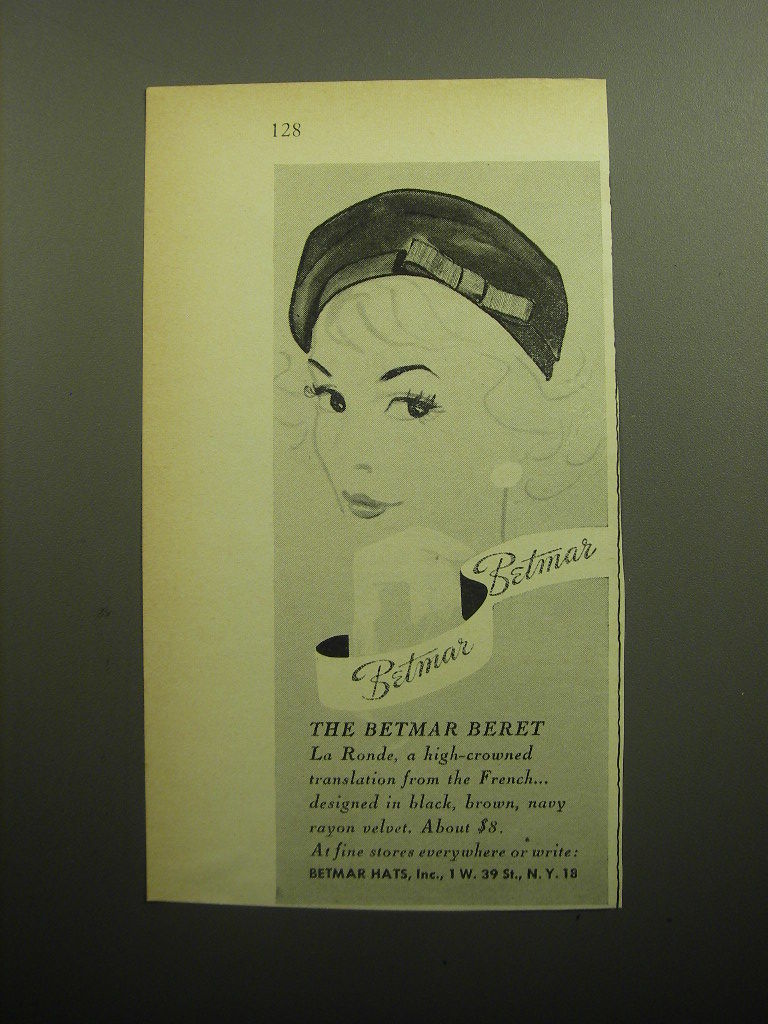 128
Betmar
Betmar
THE BETMAR BERET
La Ronde, a high-crowned
translation from the French...
designed in black, brown, navy
rayon velvet. About $8.
At fine stores everywhere or write:
BETMAR HATS, Inc., 1 W. 39 St., N. Y. 18